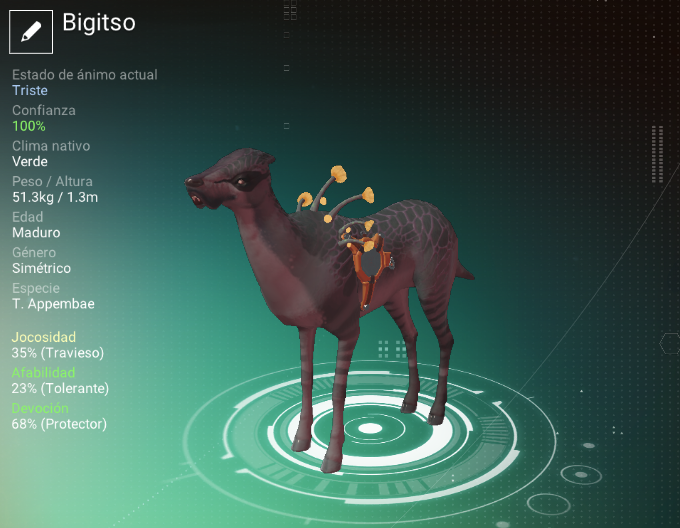 Bigitso
Estado de ánimo actual
Triste
Confianza
100%
Clima nativo
Verde
Peso / Altura
51.3kg / 1.3m
Edad
Maduro
Género
Simétrico
Especie
T. Appembae
Jocosidad
35% (Travieso)
Afabilidad
23% (Tolerante)
Devoción
68% (Protector)